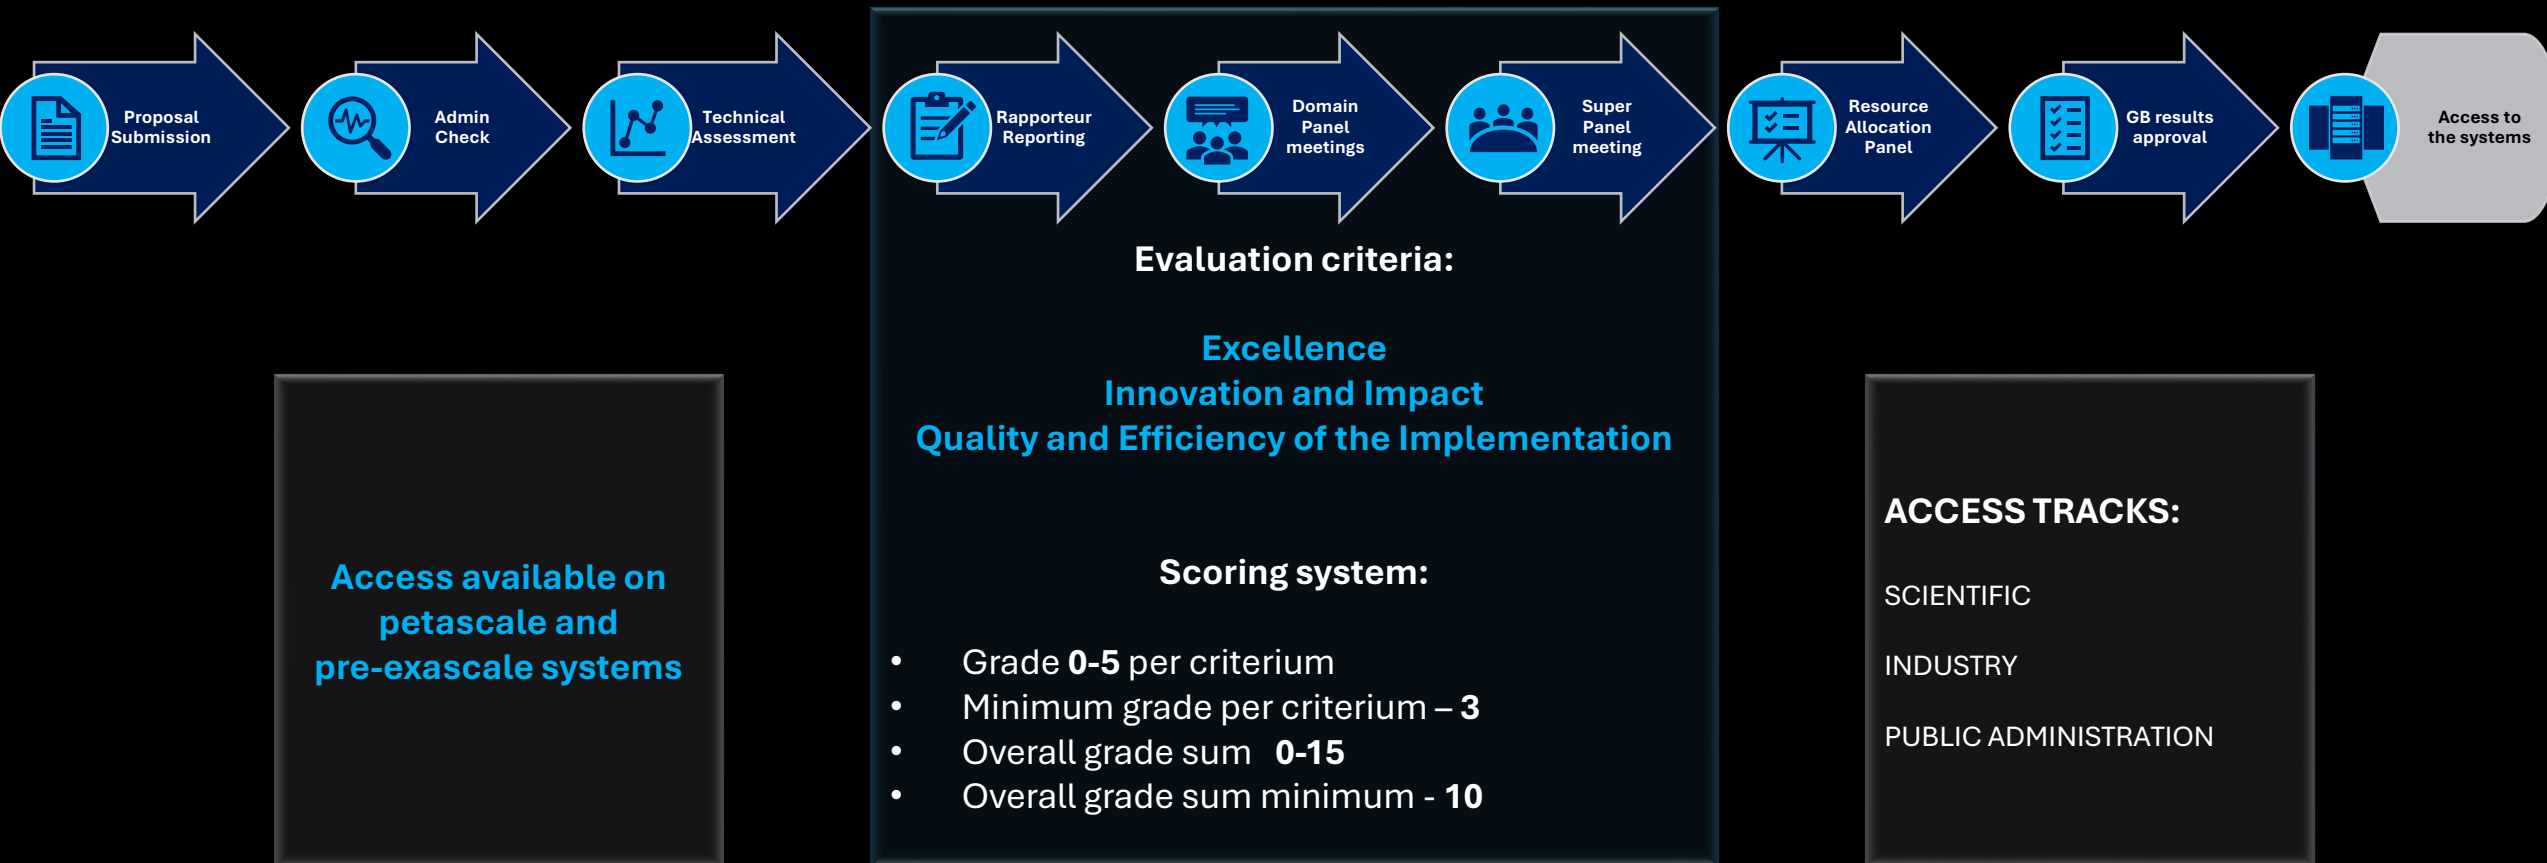 Proposal
Submission
Admin
Check
Technical
Assessment
Rapporteur
Reporting
Domain
Panel
meetings
Super
Panel
meeting
Resource
Allocation
Panel
GB results
approval
Access to
the systems
Evaluation criteria:
Excellence
Innovation and Impact
Quality and Efficiency of the Implementation
Scoring system:
• Grade 0-5 per criterium
• Minimum grade per criterium – 3
• Overall grade sum 0-15
• Overall grade sum minimum - 10
Access available on
petascale and
pre-exascale systems
ACCESS TRACKS:
SCIENTIFIC
INDUSTRY
PUBLIC ADMINISTRATION